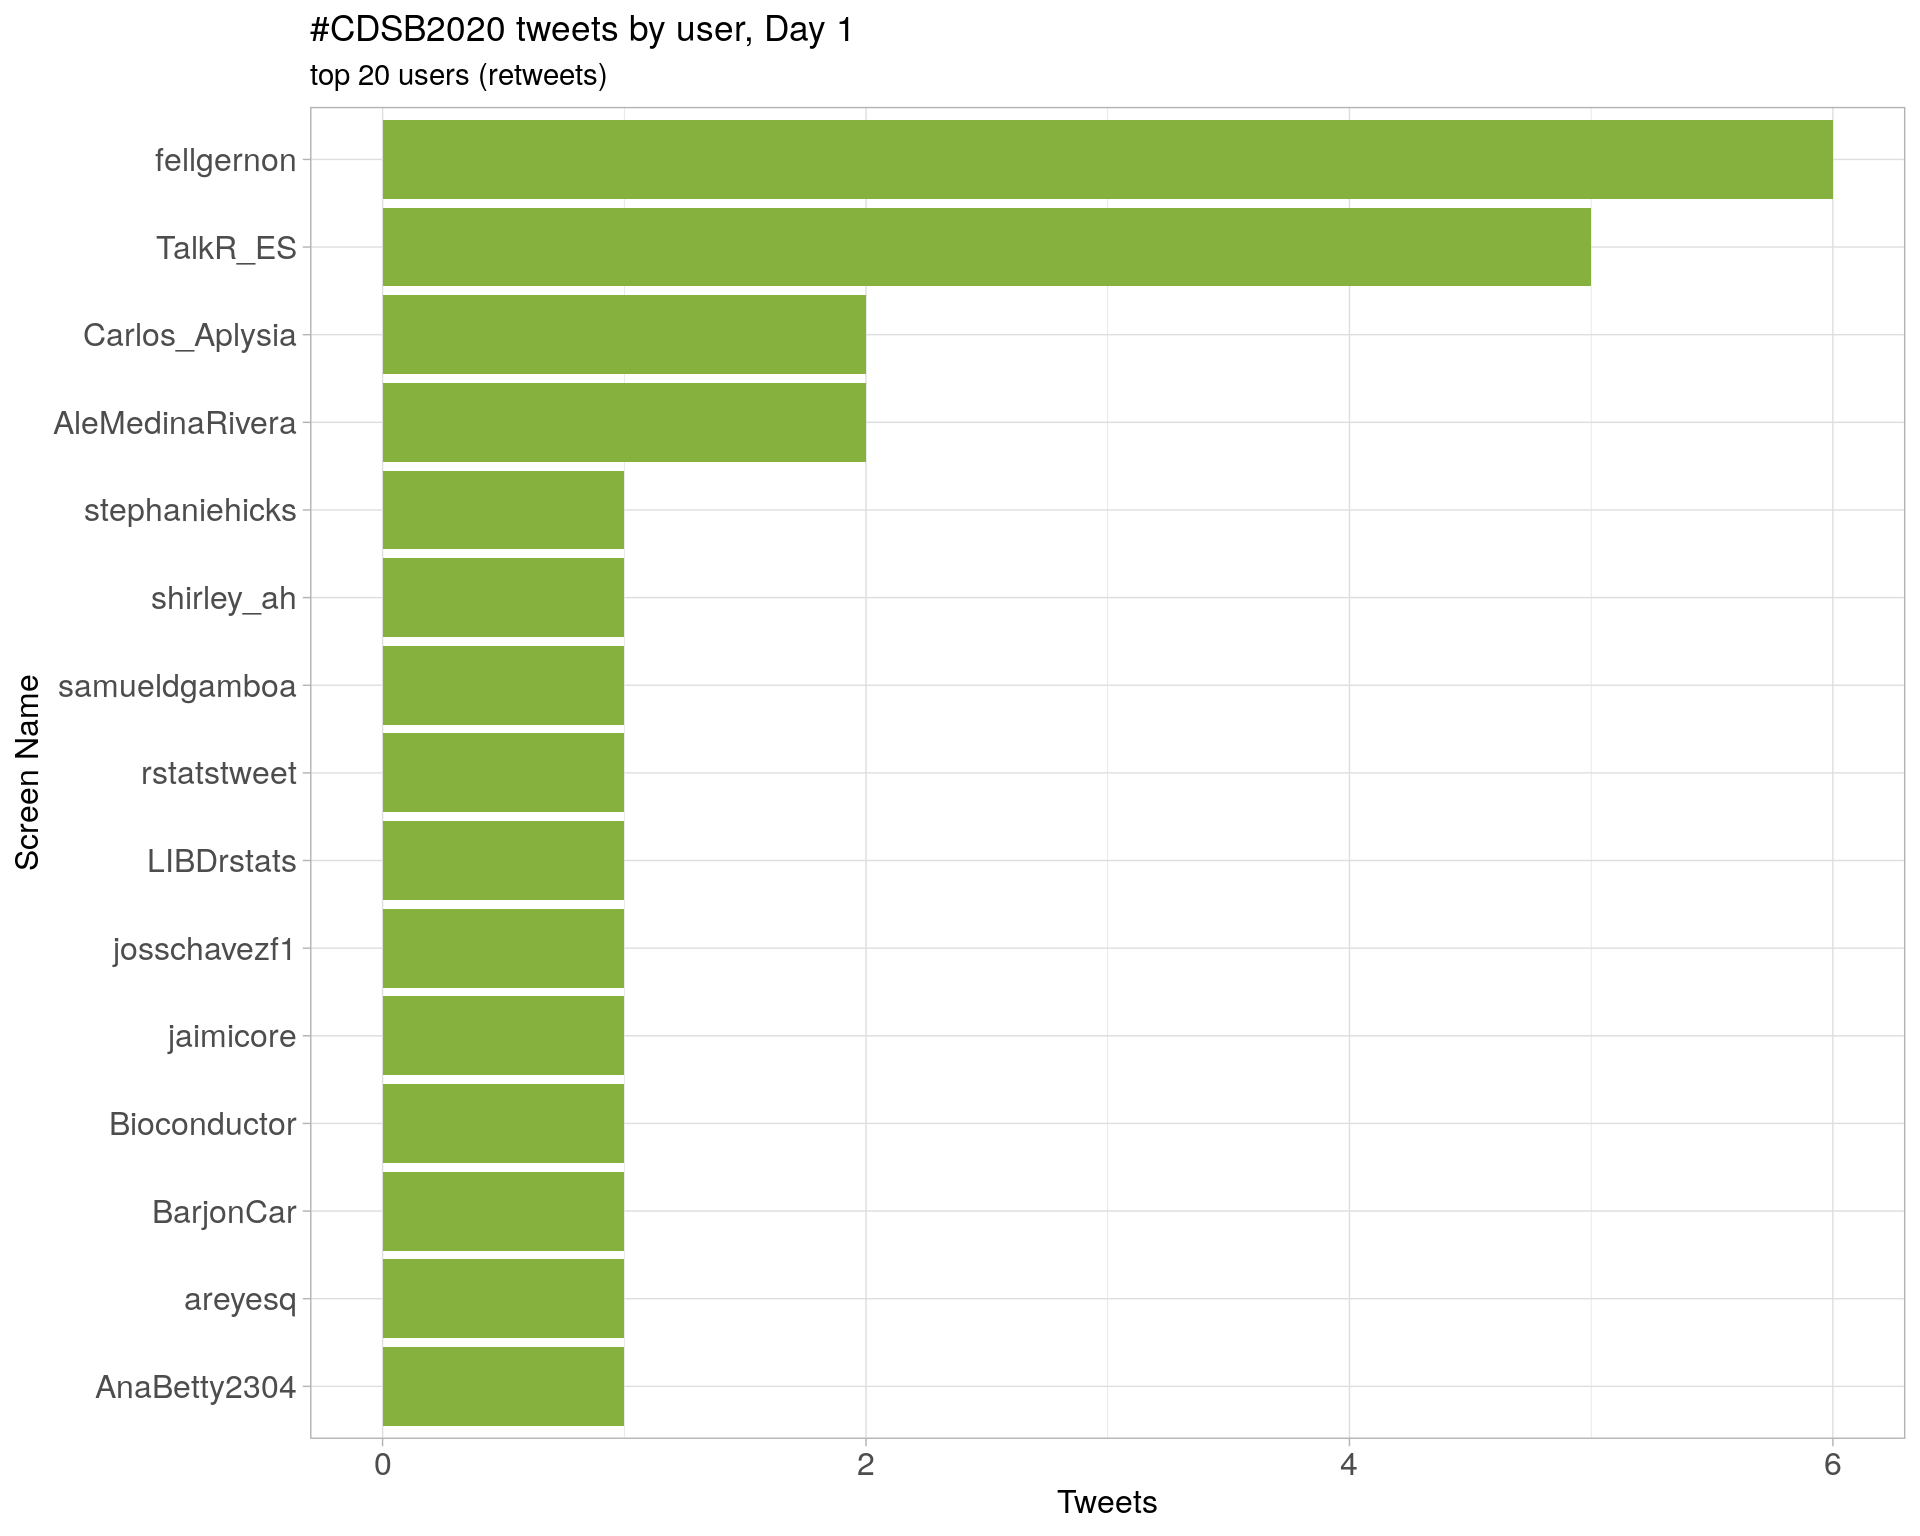 #CDSB2020 tweets by user, Day 1
top 20 users (retweets)
fellgernon
TalkR_ES
Carlos_Aplysia
AleMedinaRivera
stephaniehicks
shirley_ah
samueldgamboa
rstatstweet
LIBDrstats
josschavezf1
jaimicore
Bioconductor
BarjonCar
areyesq
AnaBetty2304
Screen Name
0 2 4 6
Tweets